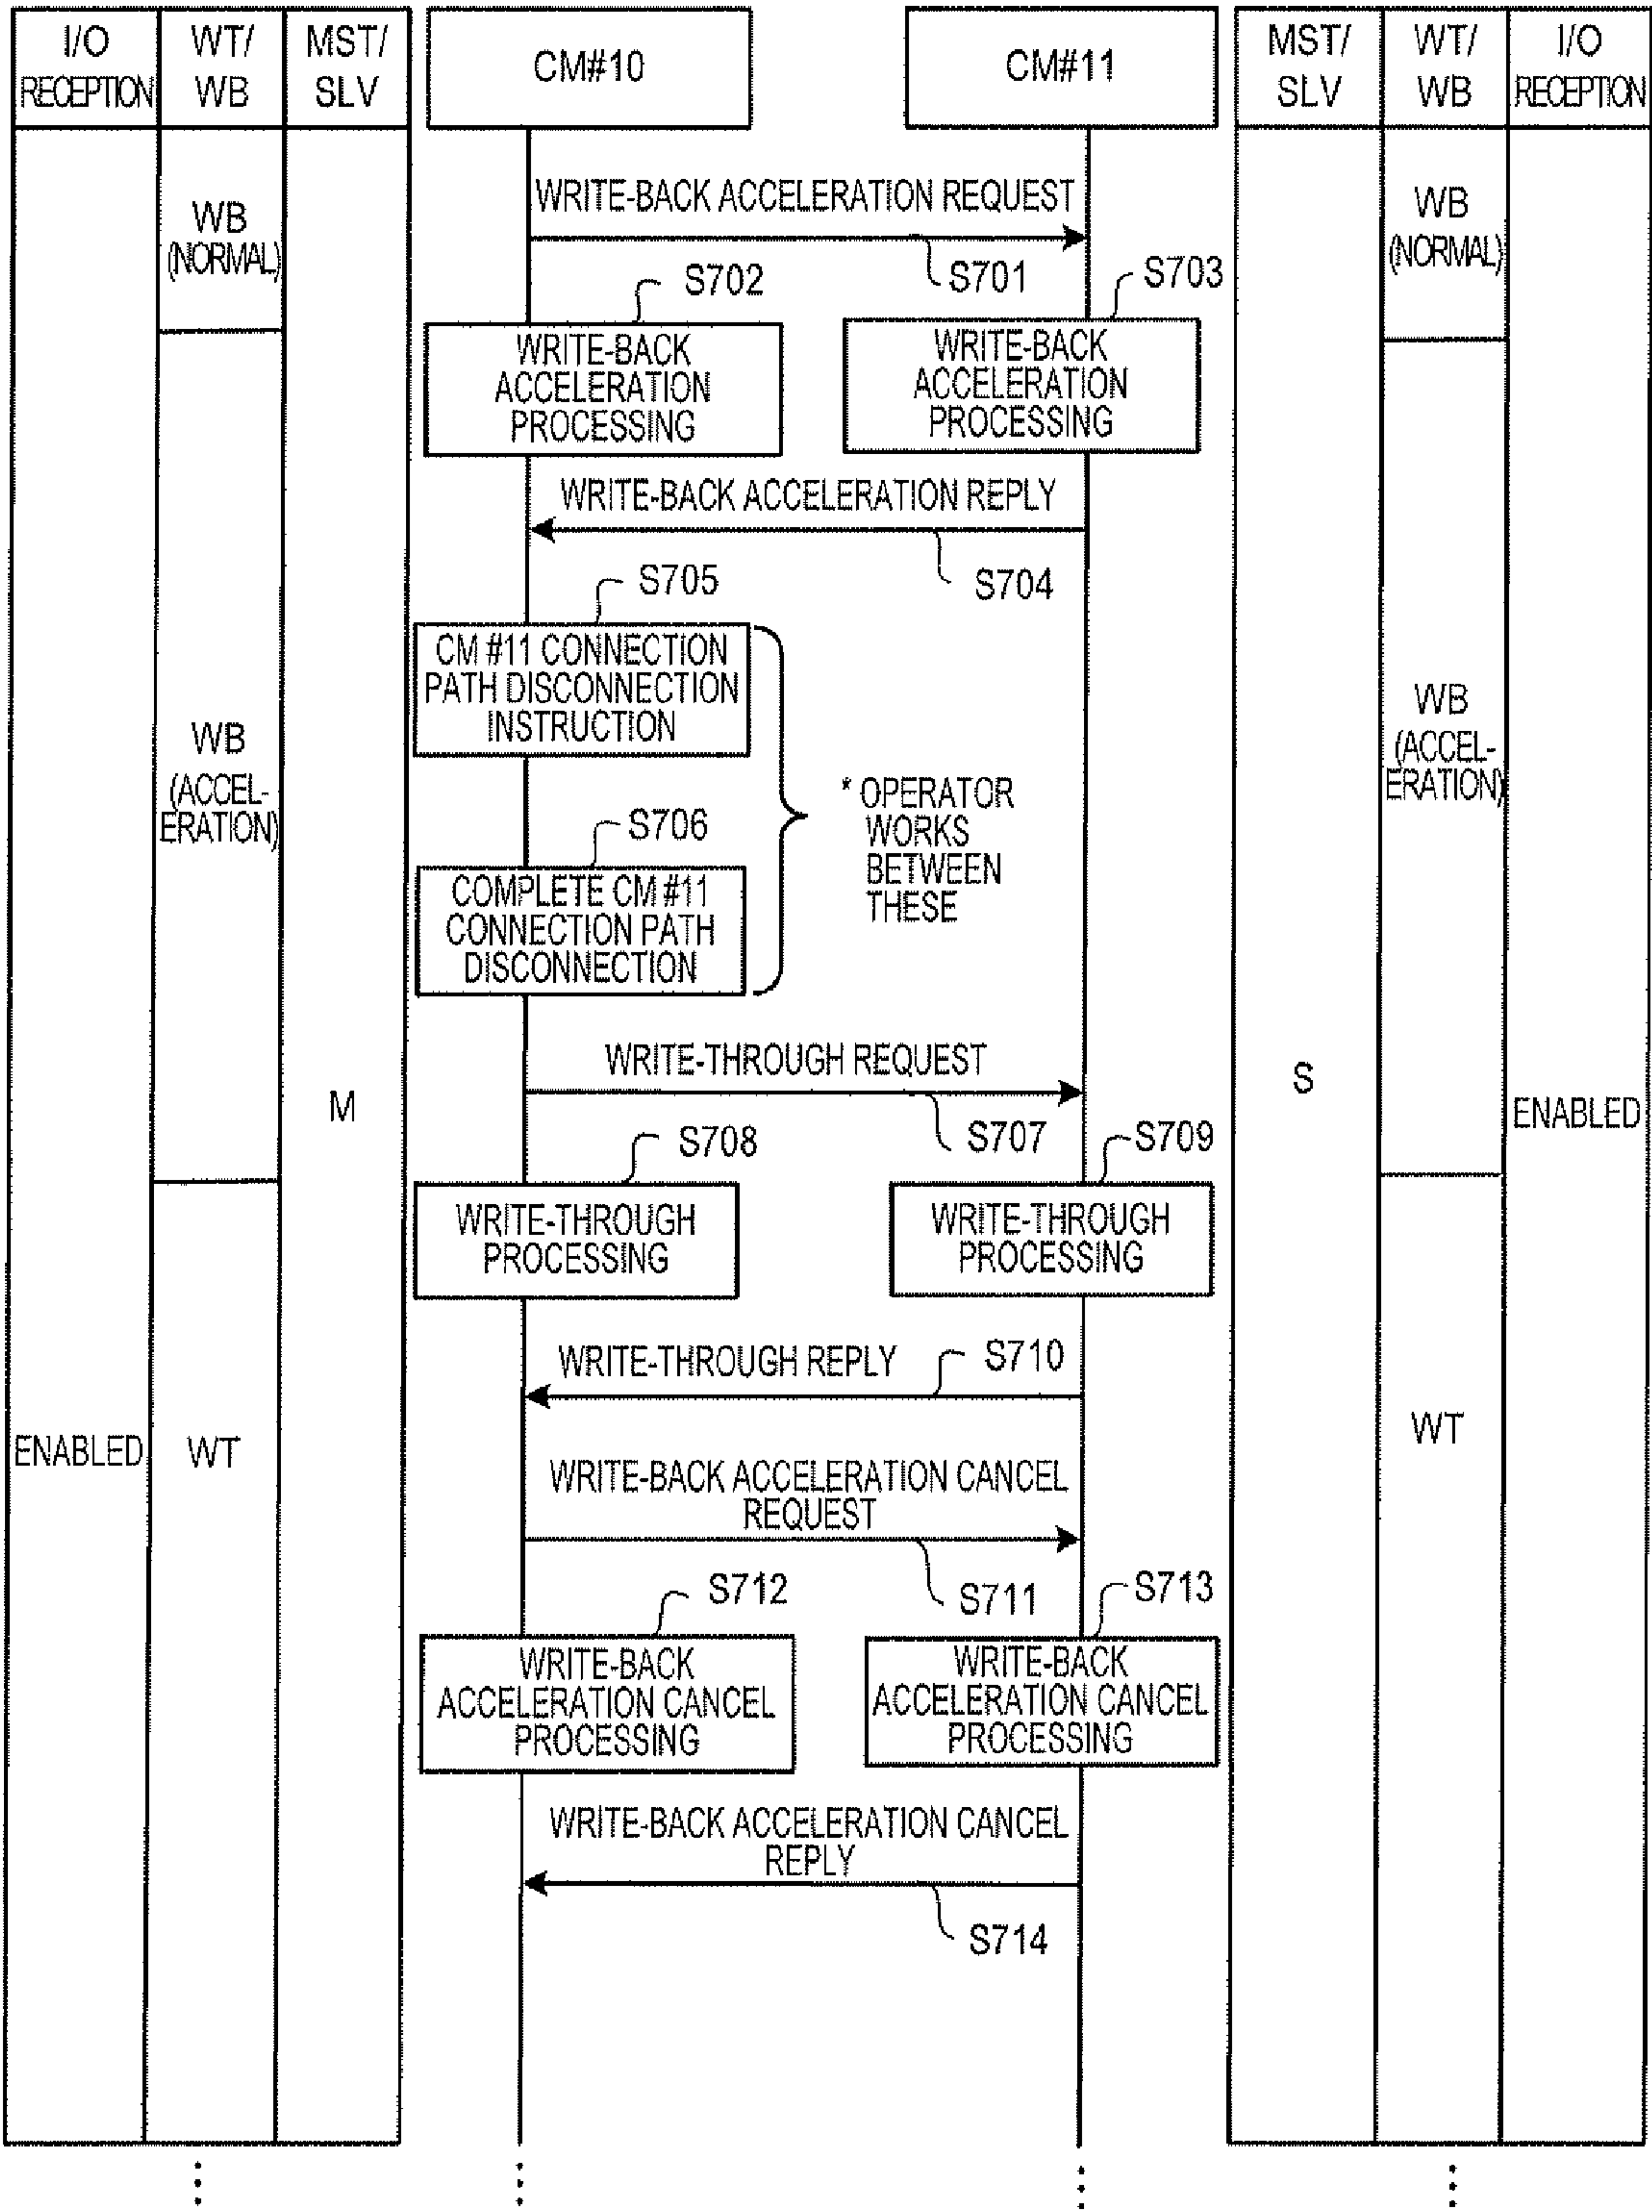 I/O
RECEPTION
WT/
WB
MST/
SLV
CM#10
CM#11
MST/
SLV
WT/
WB
I/O
RECEPTION
WB
(NORMAL)
WRITE-BACK ACCELERATION REQUEST
S701
WB
(NORMAL)
S702
S703
WRITE-BACK
ACCELERATION
PROCESSING
WRITE-BACK
ACCELERATION
PROCESSING
WRITE-BACK ACCELERATION REPLY
S704
S705
CM #11 CONNECTION
PATH DISCONNECTION
INSTRUCTION
WB
(ACCEL-
ERATION)
WB
(ACCEL-
ERATION)
* OPERATOR
WORKS
BETWEEN
THESE
S706
COMPLETE CM #11
CONNECTION PATH
DISCONNECTION
WRITE-THROUGH REQUEST
S707
M
S
ENABLED
S708
S709
WRITE-THROUGH
PROCESSING
WRITE-THROUGH
PROCESSING
WRITE-THROUGH REPLY
S710
ENABLED
WT
WT
WRITE-BACK ACCELERATION CANCEL
REQUEST
S711
S712
S713
WRITE-BACK
ACCELERATION CANCEL
PROCESSING
WRITE-BACK
ACCELERATION CANCEL
PROCESSING
WRITE-BACK ACCELERATION CANCEL
REPLY
S714